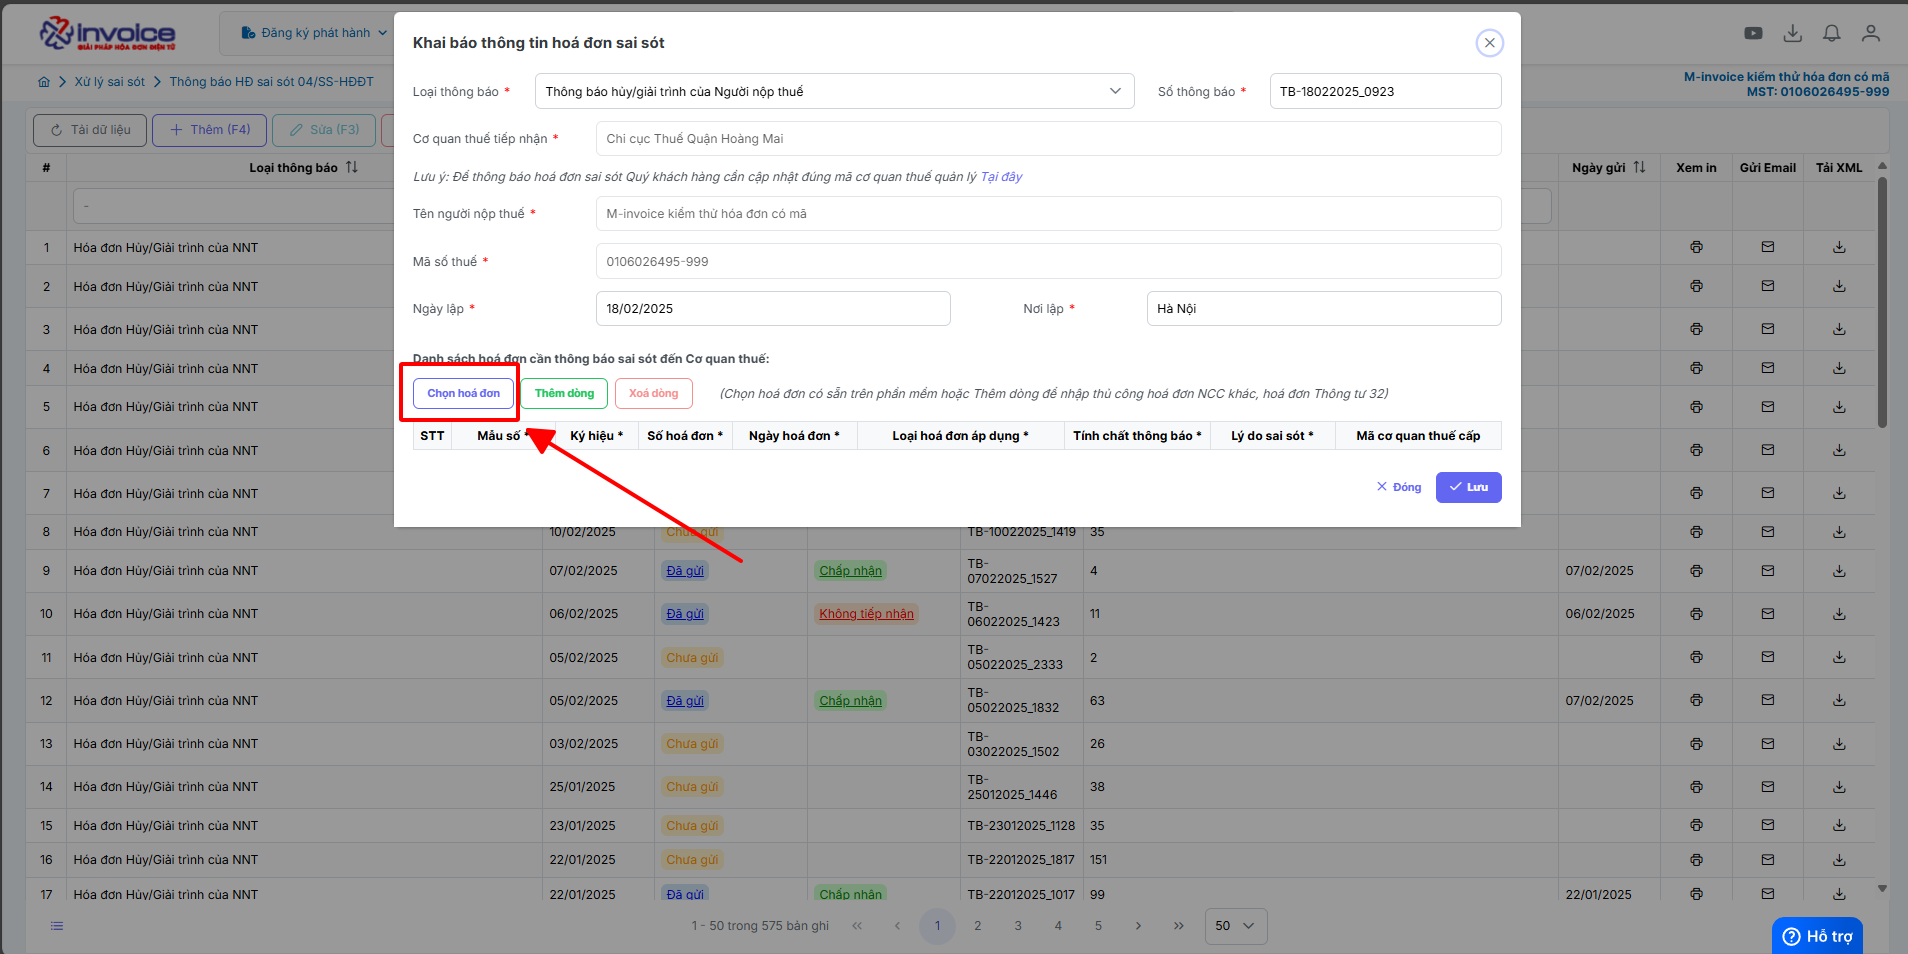 invoice
GIẢI PHÁP HÓA ĐƠN ĐIỆN TỬ
Đăng ký phát hành
Xử lý sai sót
Thông báo HĐ sai sót 04/SS-HĐĐT
M-invoice kiểm thử hóa đơn có mã
MST: 0106026495-999
Tải dữ liệu
Thêm (F4)
Sửa (F3)
Khai báo thông tin hoá đơn sai sót
Loại thông báo *
Thông báo hủy/giải trình của Người nộp thuế
Số thông báo *
TB-18022025_0923
Cơ quan thuế tiếp nhận *
Chi cục Thuế Quận Hoàng Mai
Lưu ý: Để thông báo hoá đơn sai sót Quý khách hàng cần cập nhật đúng mã cơ quan thuế quản lý Tại đây
Tên người nộp thuế *
M-invoice kiểm thử hóa đơn có mã
Mã số thuế *
0106026495-999
Ngày lập *
18/02/2025
Nơi lập *
Hà Nội
Danh sách hoá đơn cần thông báo sai sót đến Cơ quan thuế:
Chọn hoá đơn
Thêm dòng
Xoá dòng
(Chọn hoá đơn có sẵn trên phần mềm hoặc Thêm dòng để nhập thủ công hoá đơn NCC khác, hoá đơn Thông tư 32)
STT Mẫu số * Ký hiệu * Số hoá đơn * Ngày hoá đơn * Loại hoá đơn áp dụng * Tính chất thông báo * Lý do sai sót * Mã cơ quan thuế cấp
Đóng
Lưu
# Loại thông báo Ngày gửi Xem in Gửi Email Tải XML
-
1 Hóa đơn Hủy/Giải trình của NNT
2 Hóa đơn Hủy/Giải trình của NNT
3 Hóa đơn Hủy/Giải trình của NNT
4 Hóa đơn Hủy/Giải trình của NNT
5 Hóa đơn Hủy/Giải trình của NNT
6 Hóa đơn Hủy/Giải trình của NNT
7 Hóa đơn Hủy/Giải trình của NNT
8 Hóa đơn Hủy/Giải trình của NNT 10/02/2025 Chưa gửi TB-10022025_1419 35
9 Hóa đơn Hủy/Giải trình của NNT 07/02/2025 Đã gửi Chấp nhận TB-
07022025_1527 4 07/02/2025
10 Hóa đơn Hủy/Giải trình của NNT 06/02/2025 Đã gửi Không tiếp nhận TB-
06022025_1423 11 06/02/2025
11 Hóa đơn Hủy/Giải trình của NNT 05/02/2025 Chưa gửi TB-
05022025_2333 2
12 Hóa đơn Hủy/Giải trình của NNT 05/02/2025 Đã gửi Chấp nhận TB-
05022025_1832 63 07/02/2025
13 Hóa đơn Hủy/Giải trình của NNT 03/02/2025 Chưa gửi TB-
03022025_1502 26
14 Hóa đơn Hủy/Giải trình của NNT 25/01/2025 Chưa gửi TB-
25012025_1446 38
15 Hóa đơn Hủy/Giải trình của NNT 23/01/2025 Chưa gửi TB-23012025_1128 35
16 Hóa đơn Hủy/Giải trình của NNT 22/01/2025 Chưa gửi TB-22012025_1817 151
17 Hóa đơn Hủy/Giải trình của NNT 22/01/2025 Đã gửi Chấp nhận TB-22012025_1017 99 22/01/2025
1 - 50 trong 575 bản ghi « ‹ 1 2 3 4 5 › » 50
Hỗ trợ